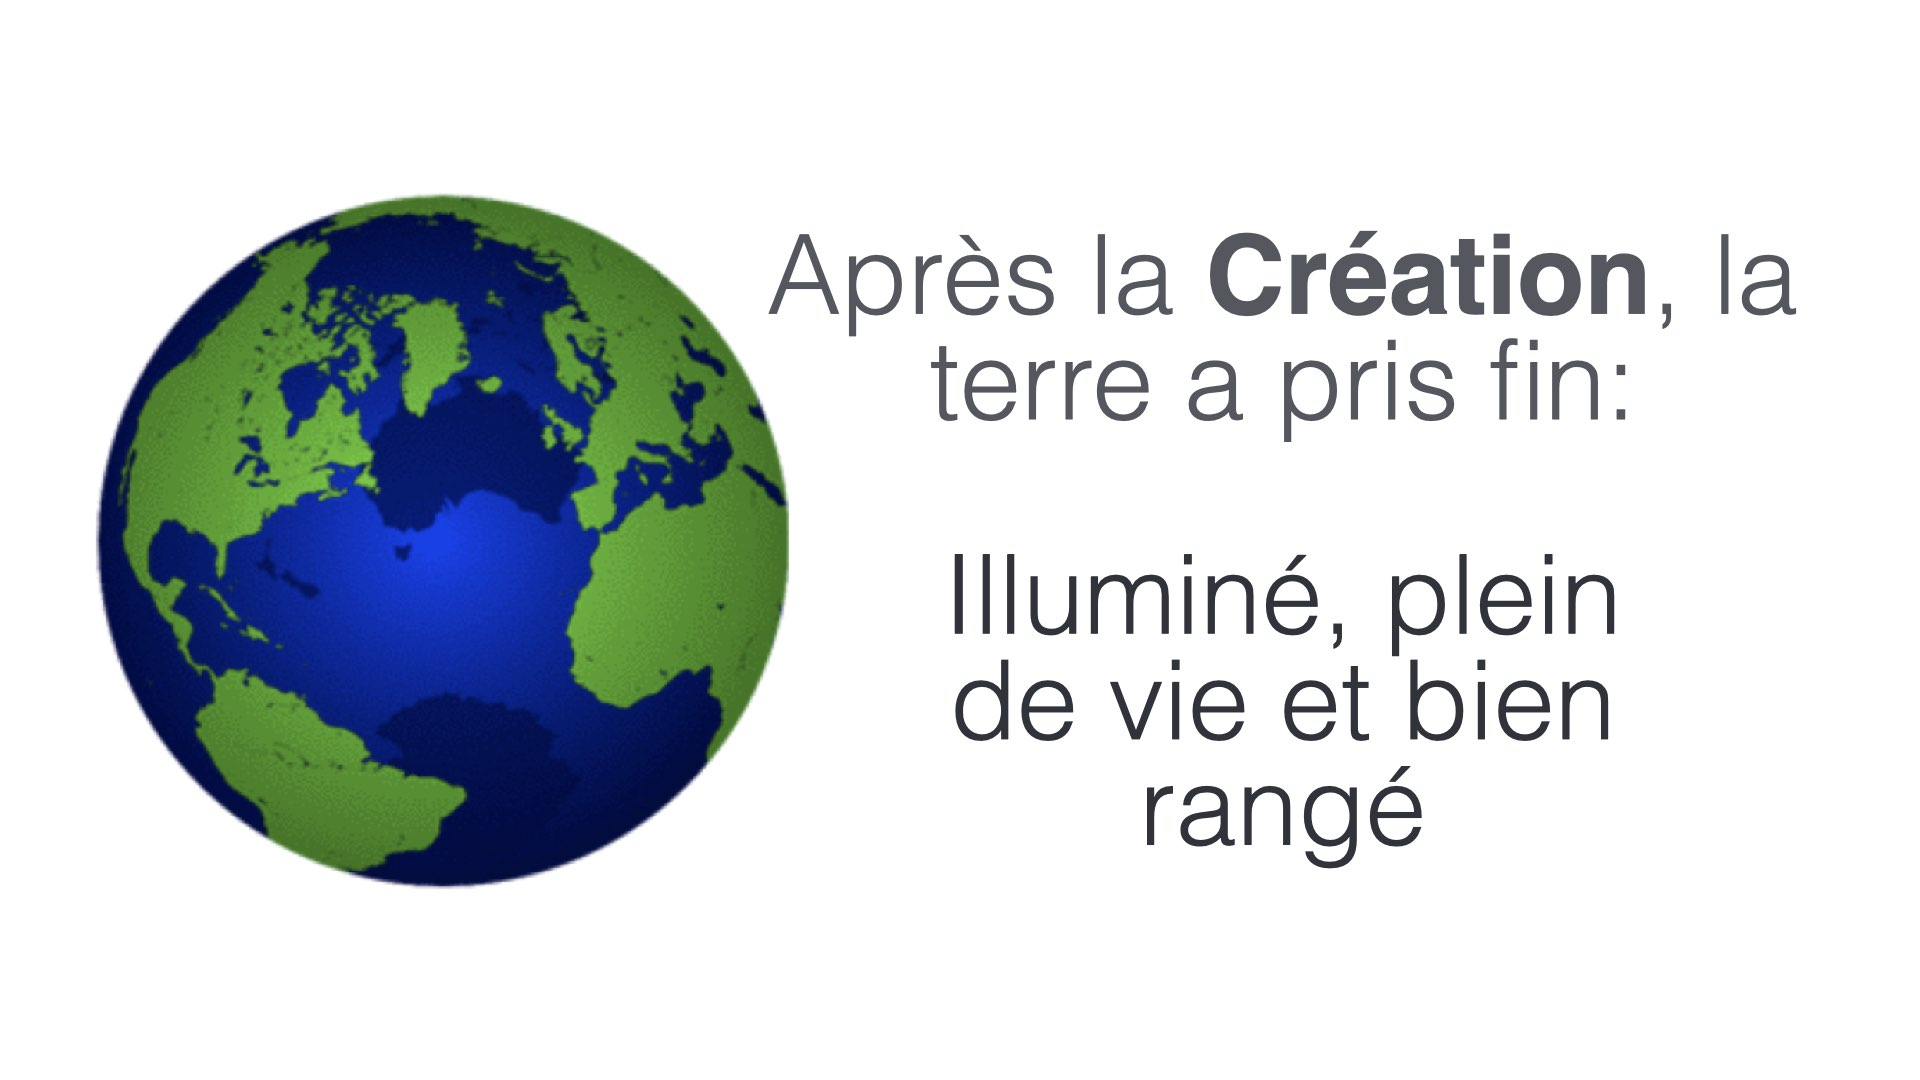 Après la Création, la
terre a pris fin:
Illuminé, plein
de vie et bien
rangé